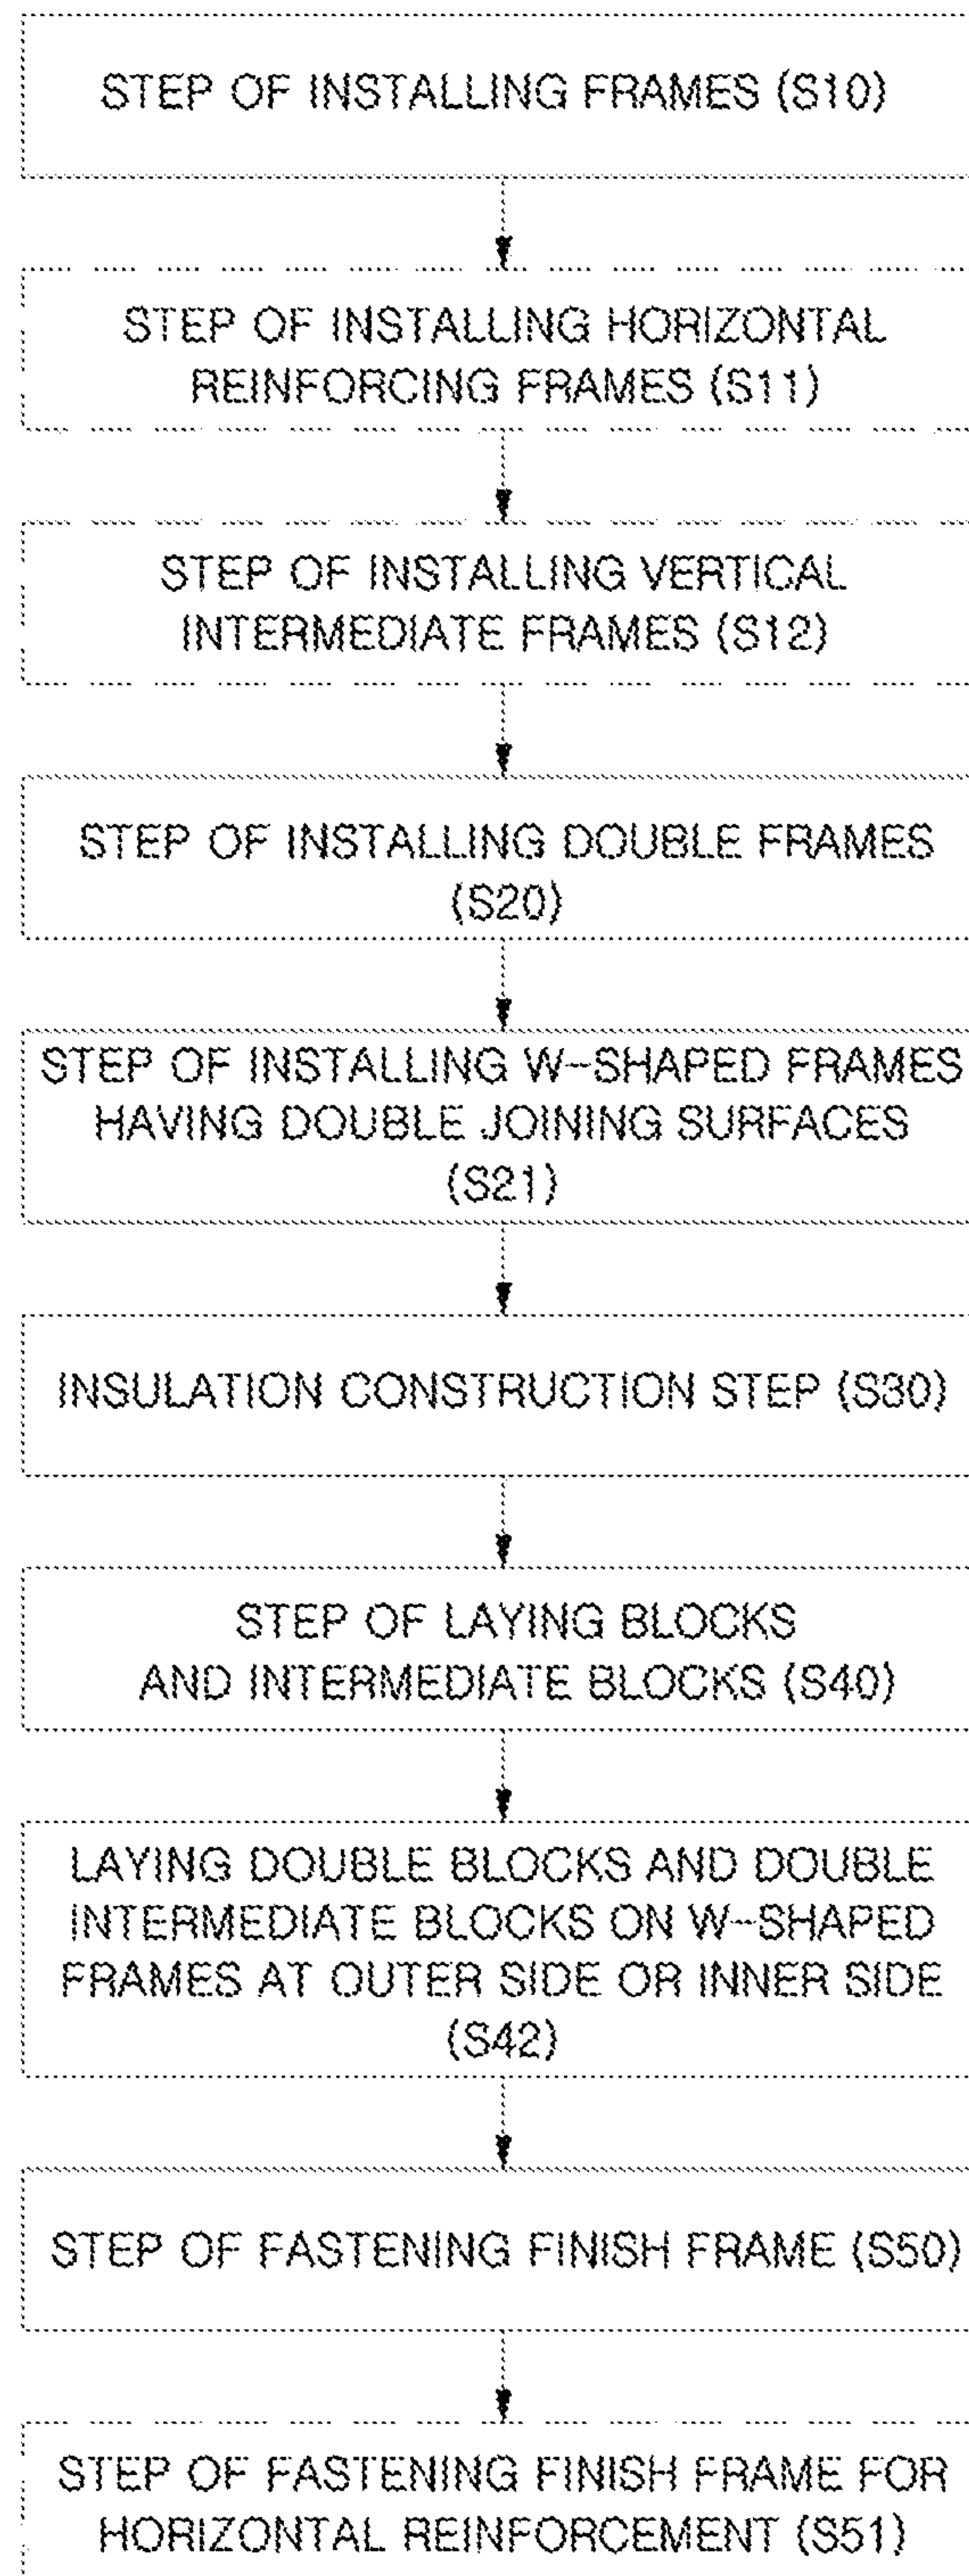 STEP OF INSTALLING FRAMES (S10)
STEP OF INSTALLING HORIZONTAL
REINFORCING FRAMES (S11)
STEP OF INSTALLING VERTICAL
INTERMEDIATE FRAMES (S12)
STEP OF INSTALLING DOUBLE FRAMES
(S20)
STEP OF INSTALLING W-SHAPED FRAMES
HAVING DOUBLE JOINING SURFACES
(S21)
INSULATION CONSTRUCTION STEP (S30)
STEP OF LAYING BLOCKS
AND INTERMEDIATE BLOCKS (S40)
LAYING DOUBLE BLOCKS AND DOUBLE
INTERMEDIATE BLOCKS ON W-SHAPED
FRAMES AT OUTER SIDE OR INNER SIDE
(S42)
STEP OF FASTENING FINISH FRAME (S50)
STEP OF FASTENING FINISH FRAME FOR
HORIZONTAL REINFORCEMENT (S51)